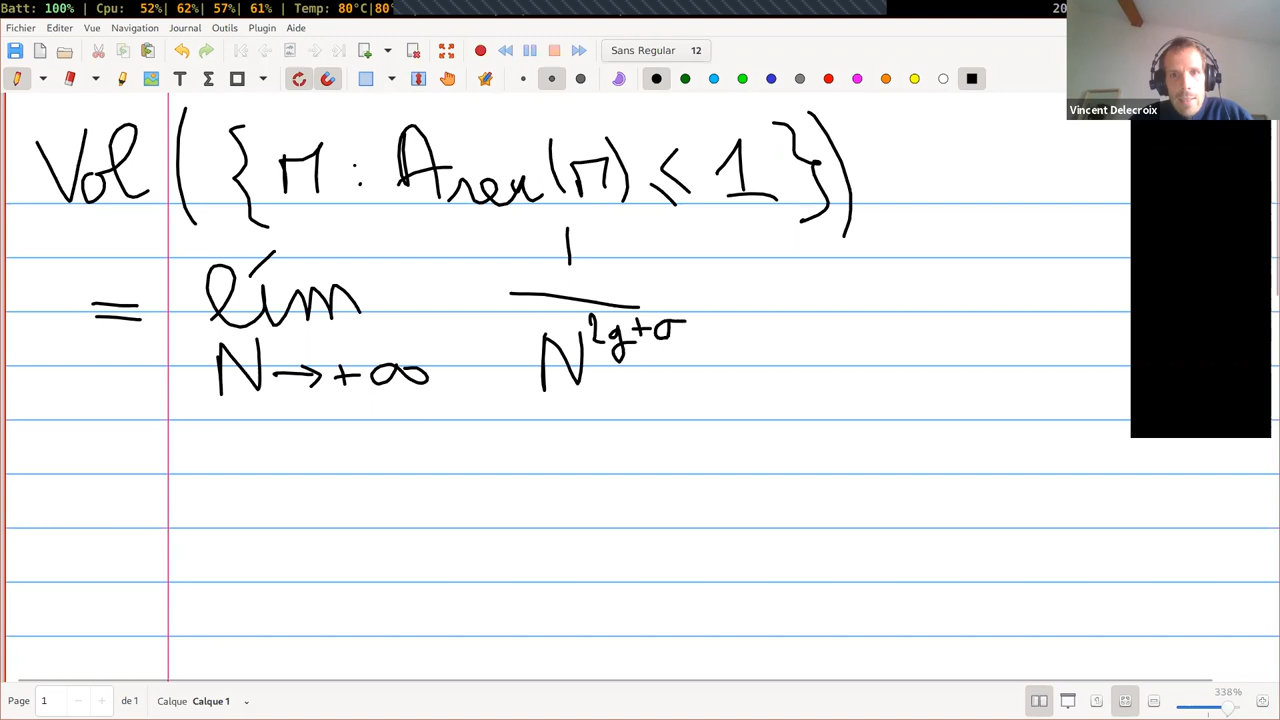 Batt: 100% | Cpu: 52%| 62%| 57%| 61% | Temp: 80°C|80°
20
Fichier Editer Vue Navigation Journal Outils Plugin Aide
Sans Regular 12
Vincent Delecroix
Vol ( { M : Area(M) ≤ 1 } )
= lim N→+∞ 1 / N^{2g+σ}
Page 1 de 1 Calque Calque 1
338%